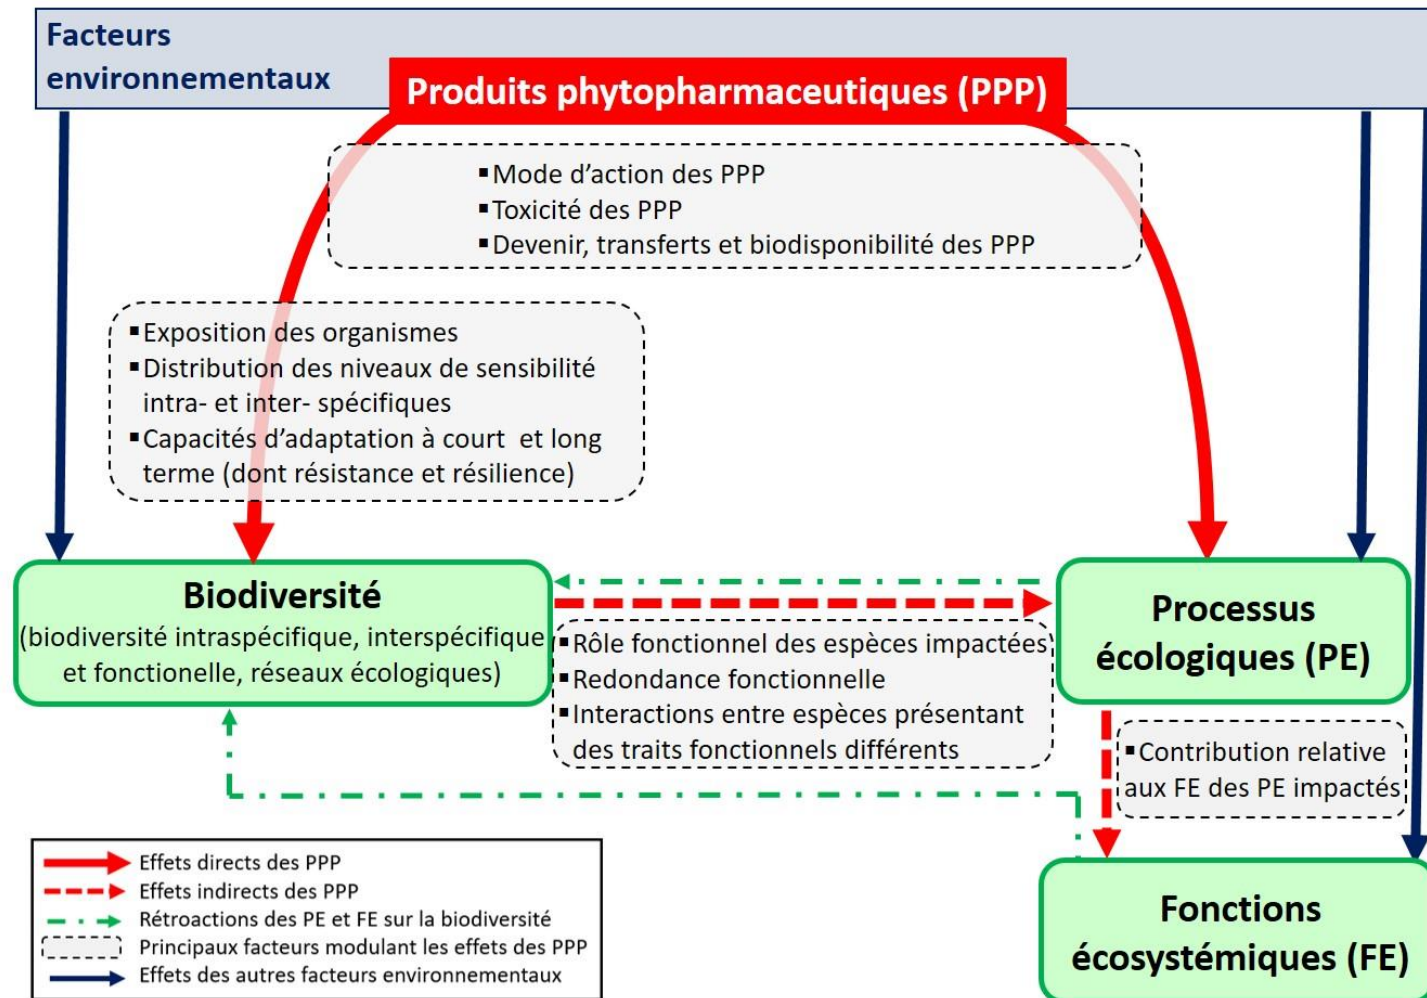 Facteurs
environnementaux
Produits phytopharmaceutiques (PPP)
▪ Mode d’action des PPP
▪ Toxicité des PPP
▪ Devenir, transferts et biodisponibilité des PPP
▪ Exposition des organismes
▪ Distribution des niveaux de sensibilité
intra- et inter- spécifiques
▪ Capacités d’adaptation à court et long
terme (dont résistance et résilience)
Biodiversité
(biodiversité intraspécifique, interspécifique
et fonctionelle, réseaux écologiques)
▪ Rôle fonctionnel des espèces impactées
▪ Redondance fonctionnelle
▪ Interactions entre espèces présentant
des traits fonctionnels différents
Processus
écologiques (PE)
▪ Contribution relative
aux FE des PE impactés
Fonctions
écosystémiques (FE)
Effets directs des PPP
Effets indirects des PPP
Rétroactions des PE et FE sur la biodiversité
Principaux facteurs modulant les effets des PPP
Effets des autres facteurs environnementaux